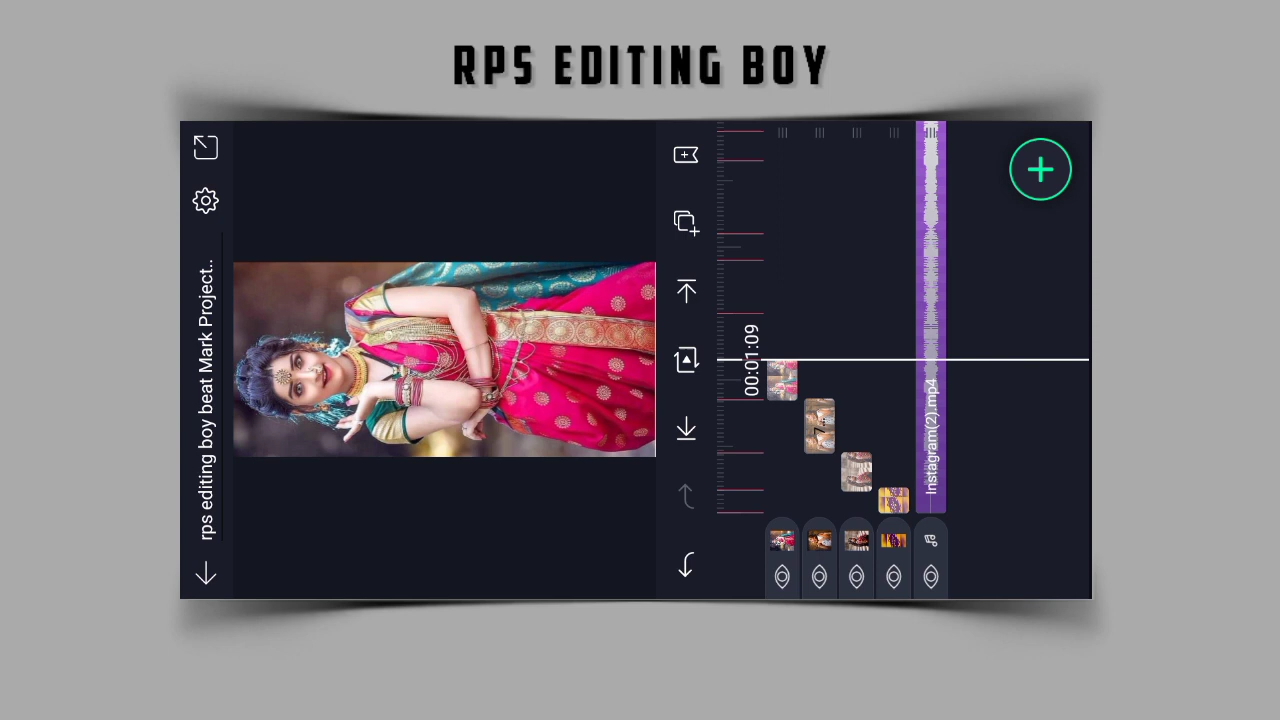 RPS EDITING BOY
rps editing boy beat Mark Project...
00:01:09
Instagram(2).mp4